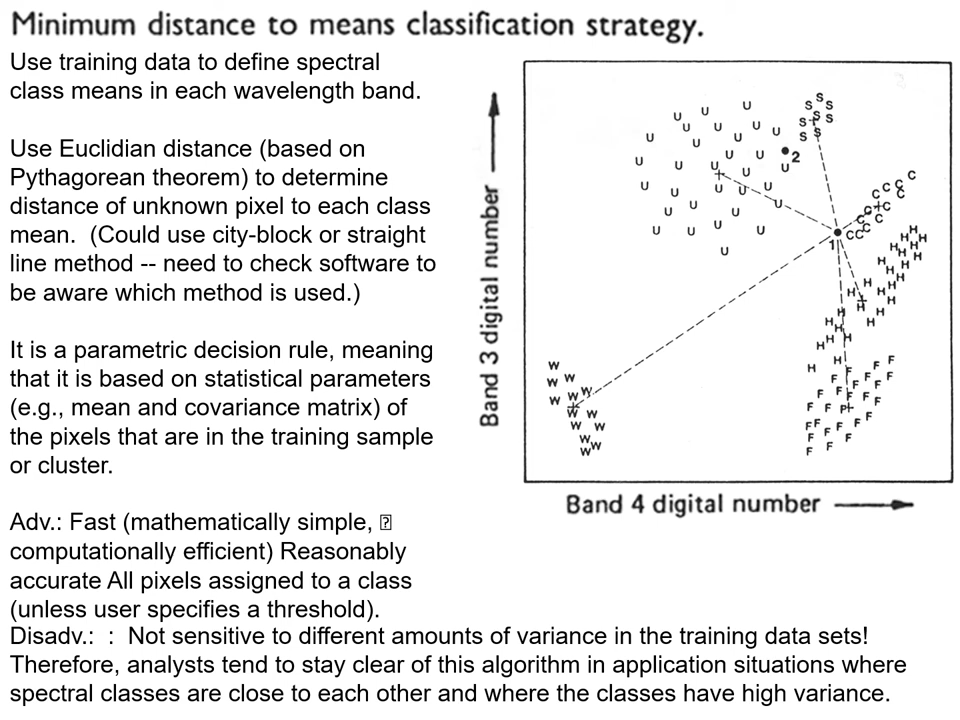 Minimum distance to means classification strategy.
Use training data to define spectral
class means in each wavelength band.
Use Euclidian distance (based on
Pythagorean theorem) to determine
distance of unknown pixel to each class
mean.  (Could use city-block or straight
line method -- need to check software to
be aware which method is used.)
It is a parametric decision rule, meaning
that it is based on statistical parameters
(e.g., mean and covariance matrix) of
the pixels that are in the training sample
or cluster.
Adv.: Fast (mathematically simple,
computationally efficient) Reasonably
accurate All pixels assigned to a class
(unless user specifies a threshold).
Disadv.:  :  Not sensitive to different amounts of variance in the training data sets!
Therefore, analysts tend to stay clear of this algorithm in application situations where
spectral classes are close to each other and where the classes have high variance.
Band 3 digital number
2
1
Band 4 digital number